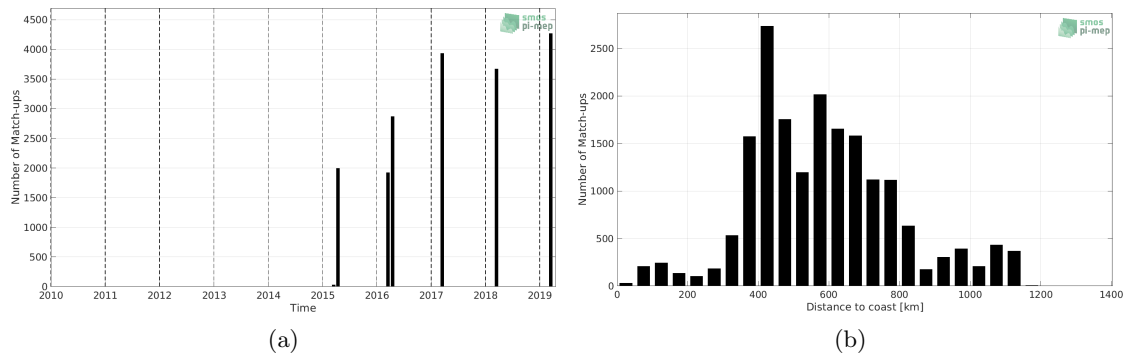 smos
pi-mep
4500
4000
3500
3000
2500
2000
1500
1000
500
0
Number of Match-ups
2010 2011 2012 2013 2014 2015 2016 2017 2018 2019
Time
(a)
smos
pi-mep
2500
2000
1500
1000
500
0
Number of Match-ups
0 200 400 600 800 1000 1200 1400
Distance to coast [km]
(b)